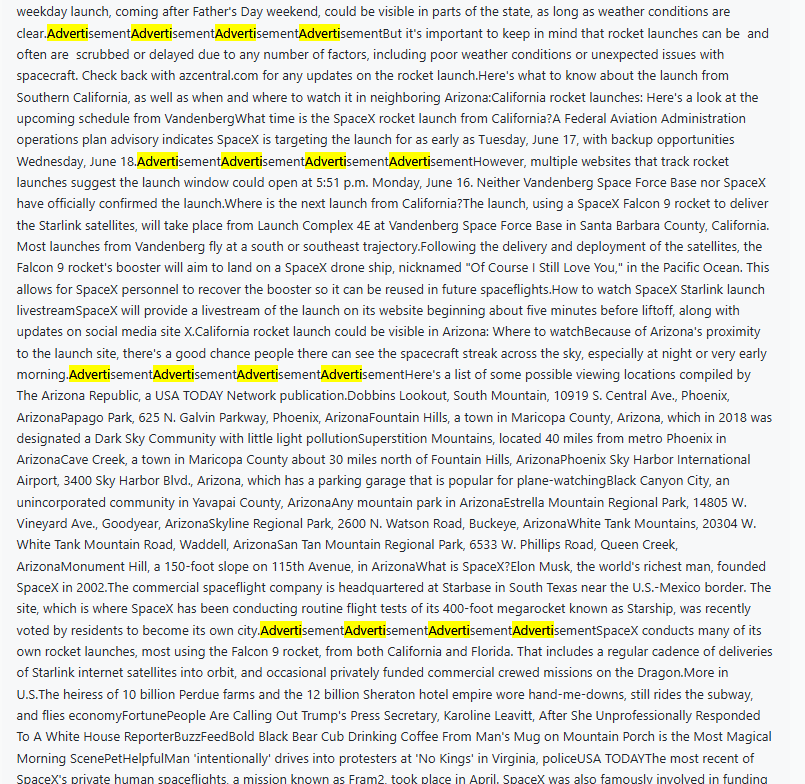 weekday launch, coming after Father's Day weekend, could be visible in parts of the state, as long as weather conditions are
clear.AdvertisementAdvertisementAdvertisementAdvertisementBut it's important to keep in mind that rocket launches can be  and
often are  scrubbed or delayed due to any number of factors, including poor weather conditions or unexpected issues with
spacecraft. Check back with azcentral.com for any updates on the rocket launch.Here's what to know about the launch from
Southern California, as well as when and where to watch it in neighboring Arizona:California rocket launches: Here's a look at the
upcoming schedule from VandenbergWhat time is the SpaceX rocket launch from California?A Federal Aviation Administration
operations plan advisory indicates SpaceX is targeting the launch for as early as Tuesday, June 17, with backup opportunities
Wednesday, June 18.AdvertisementAdvertisementAdvertisementAdvertisementHowever, multiple websites that track rocket
launches suggest the launch window could open at 5:51 p.m. Monday, June 16. Neither Vandenberg Space Force Base nor SpaceX
have officially confirmed the launch.Where is the next launch from California?The launch, using a SpaceX Falcon 9 rocket to deliver
the Starlink satellites, will take place from Launch Complex 4E at Vandenberg Space Force Base in Santa Barbara County, California.
Most launches from Vandenberg fly at a south or southeast trajectory.Following the delivery and deployment of the satellites, the
Falcon 9 rocket's booster will aim to land on a SpaceX drone ship, nicknamed "Of Course I Still Love You," in the Pacific Ocean. This
allows for SpaceX personnel to recover the booster so it can be reused in future spaceflights.How to watch SpaceX Starlink launch
livestreamSpaceX will provide a livestream of the launch on its website beginning about five minutes before liftoff, along with
updates on social media site X.California rocket launch could be visible in Arizona: Where to watchBecause of Arizona's proximity
to the launch site, there's a good chance people there can see the spacecraft streak across the sky, especially at night or very early
morning.AdvertisementAdvertisementAdvertisementAdvertisementHere's a list of some possible viewing locations compiled by
The Arizona Republic, a USA TODAY Network publication.Dobbins Lookout, South Mountain, 10919 S. Central Ave., Phoenix,
ArizonaPapago Park, 625 N. Galvin Parkway, Phoenix, ArizonaFountain Hills, a town in Maricopa County, Arizona, which in 2018 was
designated a Dark Sky Community with little light pollutionSuperstition Mountains, located 40 miles from metro Phoenix in
ArizonaCave Creek, a town in Maricopa County about 30 miles north of Fountain Hills, ArizonaPhoenix Sky Harbor International
Airport, 3400 Sky Harbor Blvd., Arizona, which has a parking garage that is popular for plane-watchingBlack Canyon City, an
unincorporated community in Yavapai County, ArizonaAny mountain park in ArizonaEstrella Mountain Regional Park, 14805 W.
Vineyard Ave., Goodyear, ArizonaSkyline Regional Park, 2600 N. Watson Road, Buckeye, ArizonaWhite Tank Mountains, 20304 W.
White Tank Mountain Road, Waddell, ArizonaSan Tan Mountain Regional Park, 6533 W. Phillips Road, Queen Creek,
ArizonaMonument Hill, a 150-foot slope on 115th Avenue, in ArizonaWhat is SpaceX?Elon Musk, the world's richest man, founded
SpaceX in 2002.The commercial spaceflight company is headquartered at Starbase in South Texas near the U.S.-Mexico border. The
site, which is where SpaceX has been conducting routine flight tests of its 400-foot megarocket known as Starship, was recently
voted by residents to become its own city.AdvertisementAdvertisementAdvertisementAdvertisementSpaceX conducts many of its
own rocket launches, most using the Falcon 9 rocket, from both California and Florida. That includes a regular cadence of deliveries
of Starlink internet satellites into orbit, and occasional privately funded commercial crewed missions on the Dragon.More in
U.S.The heiress of 10 billion Perdue farms and the 12 billion Sheraton hotel empire wore hand-me-downs, still rides the subway,
and flies economyFortunePeople Are Calling Out Trump's Press Secretary, Karoline Leavitt, After She Unprofessionally Responded
To A White House ReporterBuzzFeedBold Black Bear Cub Drinking Coffee From Man's Mug on Mountain Porch is the Most Magical
Morning ScenePetHelpfulMan 'intentionally' drives into protesters at 'No Kings' in Virginia, policeUSA TODAYThe most recent of
SpaceX's private human spaceflights, a mission known as Fram2, took place in April. SpaceX was also famously involved in funding